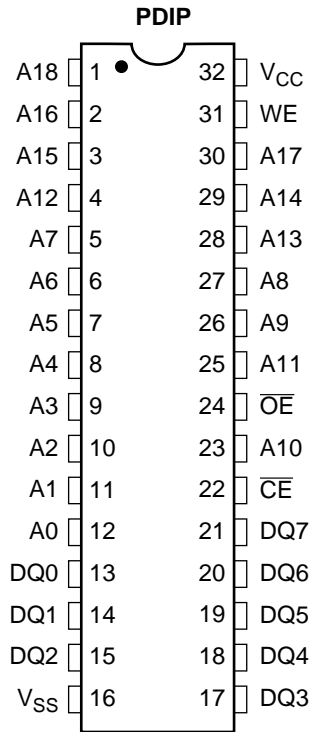 PDIP
A18 1 32 VCC
A16 2 31 WE
A15 3 30 A17
A12 4 29 A14
A7 5 28 A13
A6 6 27 A8
A5 7 26 A9
A4 8 25 A11
A3 9 24 O̅E̅
A2 10 23 A10
A1 11 22 C̅E̅
A0 12 21 DQ7
DQ0 13 20 DQ6
DQ1 14 19 DQ5
DQ2 15 18 DQ4
VSS 16 17 DQ3